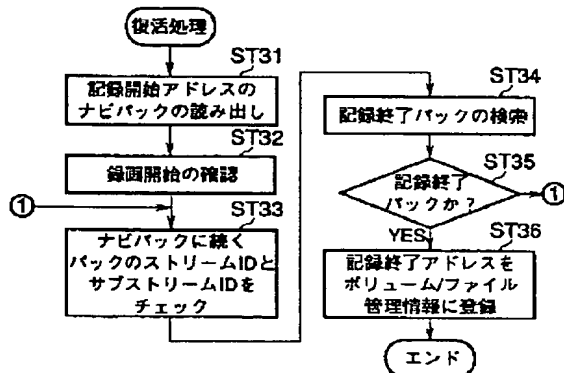 復活処理
ST31
記録開始アドレスの
ナビパックの読み出し
ST32
録画開始の確認
①
ST33
ナビパックに続く
パックのストリームIDと
サブストリームIDを
チェック
ST34
記録終了パックの検索
ST35
記録終了
パックか?
①
YES
ST36
記録終了アドレスを
ボリューム/ファイル
管理情報に登録
エンド